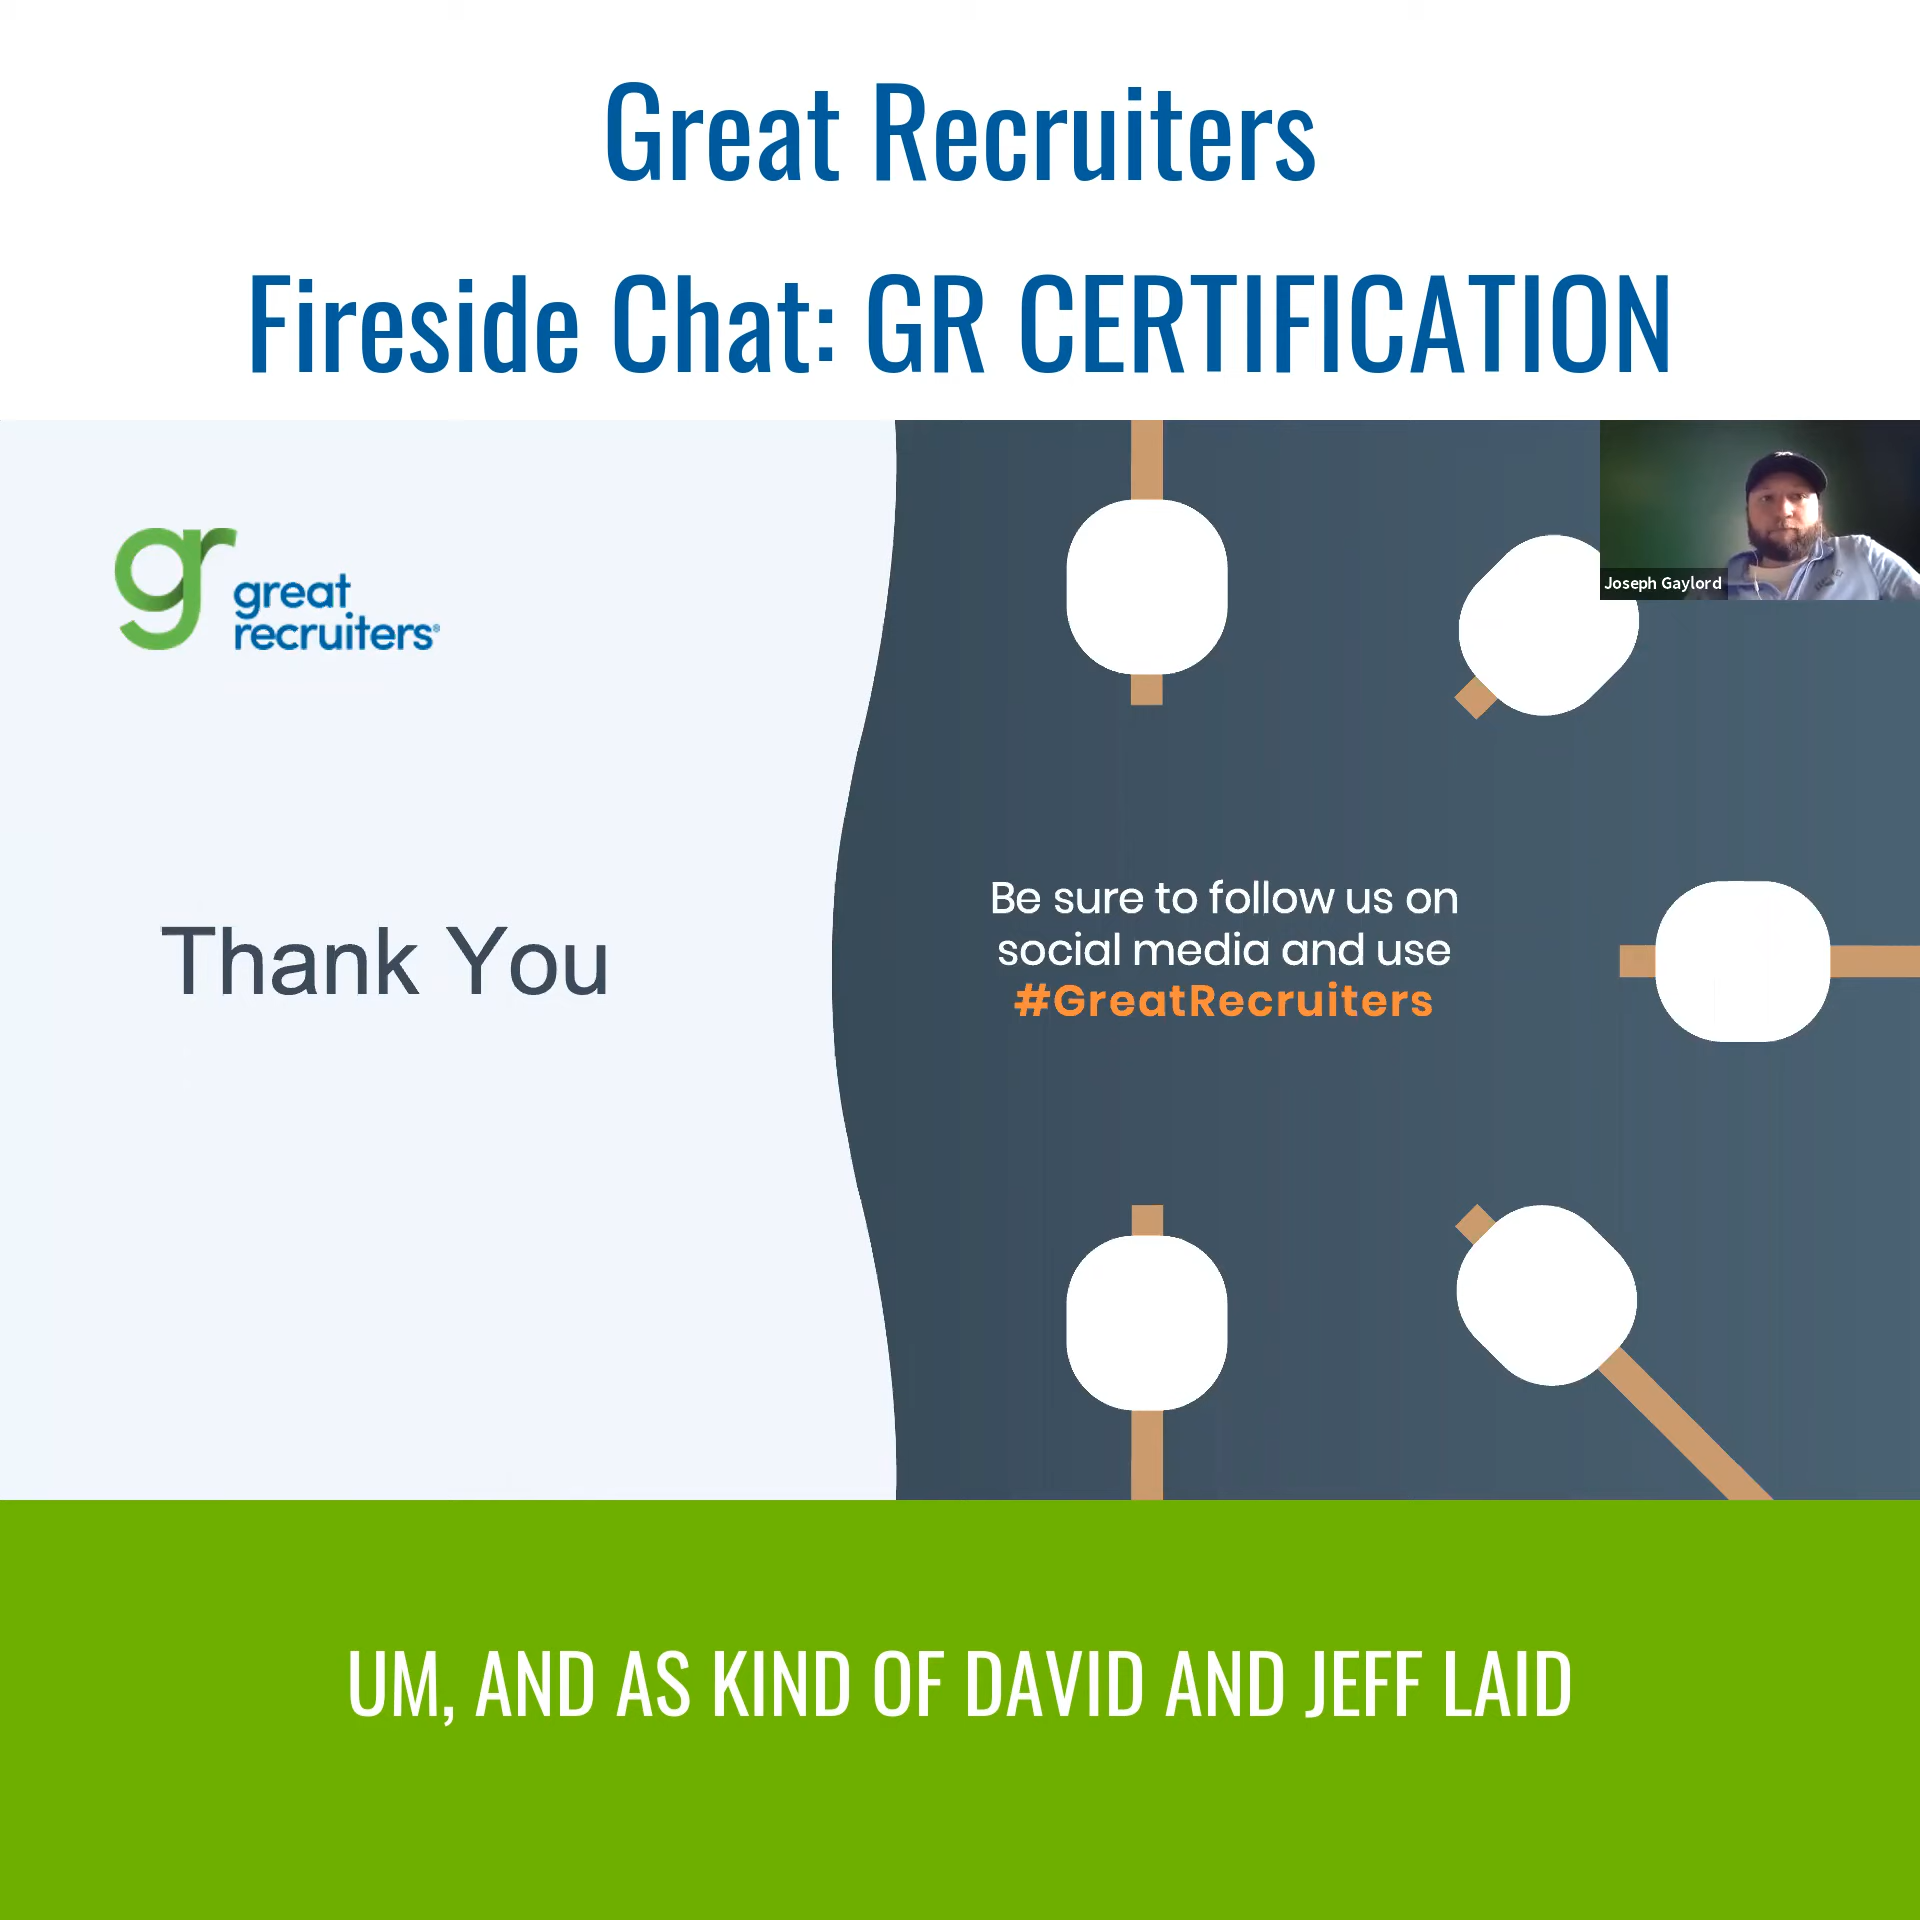 Great Recruiters
Fireside Chat: GR CERTIFICATION
gr
great
recruiters®
Joseph Gaylord
Thank You
Be sure to follow us on
social media and use
#GreatRecruiters
UM, AND AS KIND OF DAVID AND JEFF LAID